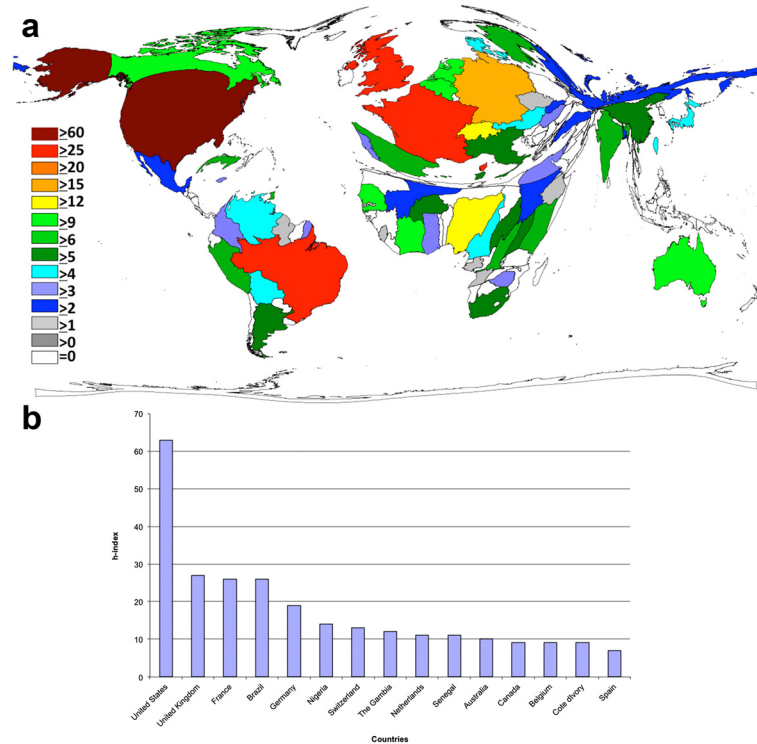 a
≥60
≥25
≥20
≥15
≥12
≥9
≥6
≥5
≥4
≥3
≥2
≥1
>0
=0
b
70
60
50
40
30
20
10
0
h-index
United States
United Kingdom
France
Brazil
Germany
Nigeria
Switzerland
The Gambia
Netherlands
Senegal
Australia
Canada
Belgium
Cote dIvory
Spain
Countries